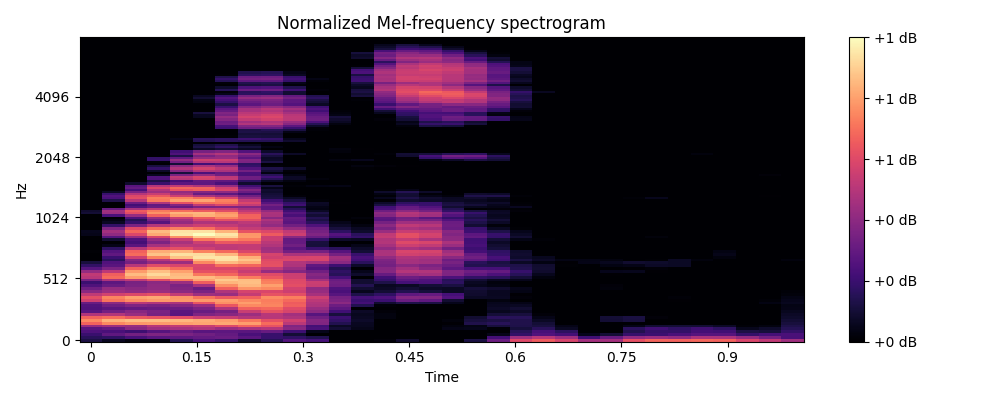 Normalized Mel-frequency spectrogram
Hz
4096
2048
1024
512
0
0 0.15 0.3 0.45 0.6 0.75 0.9
Time
+1 dB
+1 dB
+1 dB
+0 dB
+0 dB
+0 dB